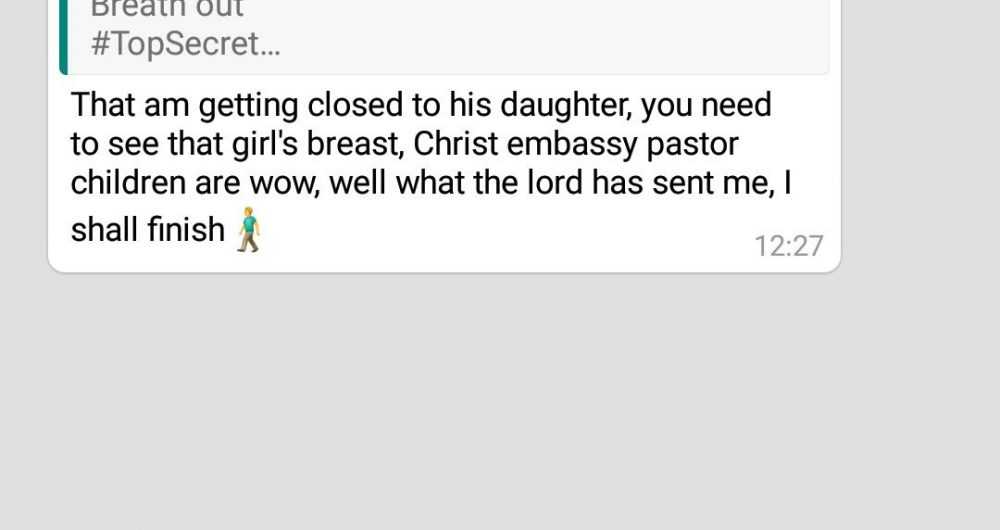 Breath out
#TopSecret...
That am getting closed to his daughter, you need
to see that girl's breast, Christ embassy pastor
children are wow, well what the lord has sent me, I
shall finish 🚶‍♂️
12:27